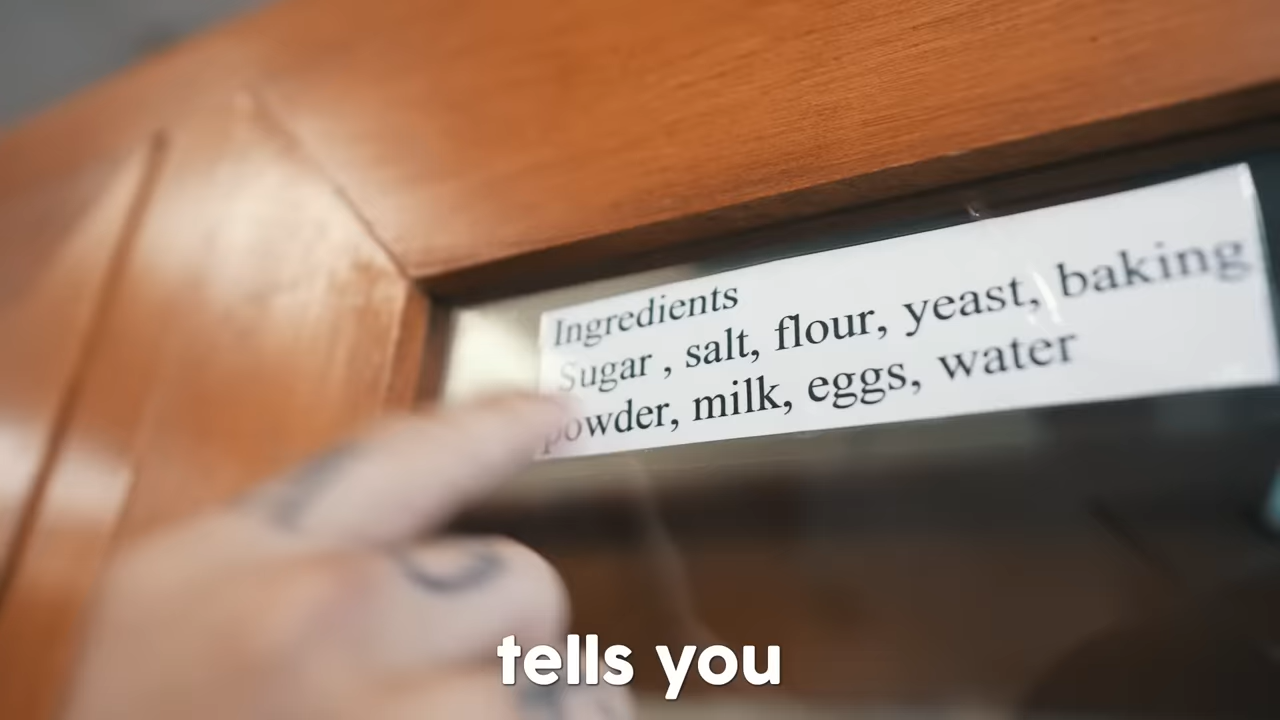 Ingredients
Sugar , salt, flour, yeast, baking
powder, milk, eggs, water
tells you